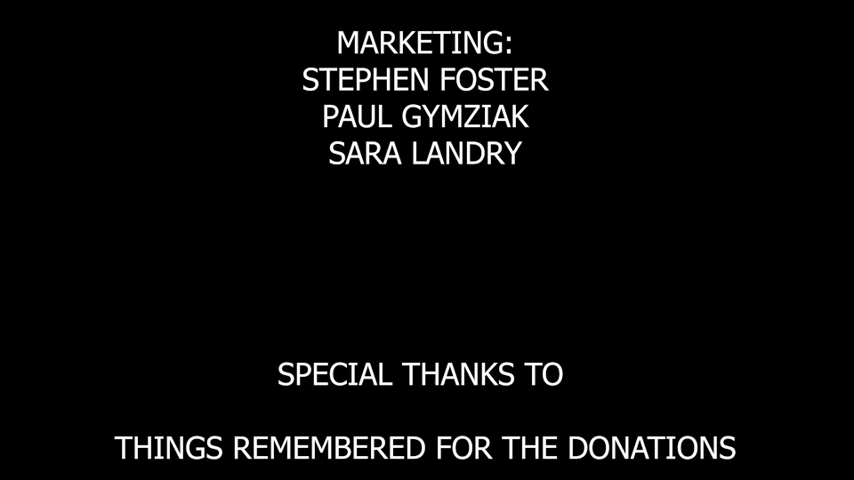 MARKETING:
STEPHEN FOSTER
PAUL GYMZIAK
SARA LANDRY
SPECIAL THANKS TO
THINGS REMEMBERED FOR THE DONATIONS